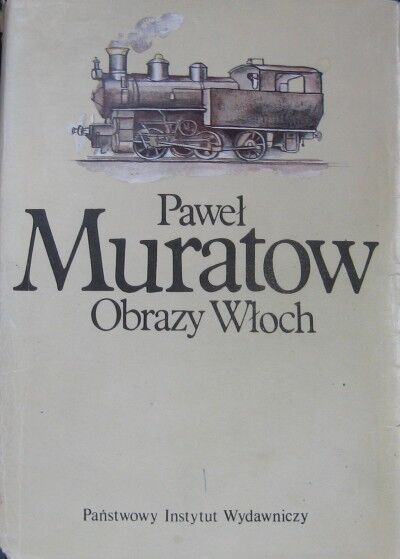 Paweł
Muratow
Obrazy Włoch
Państwowy Instytut Wydawniczy